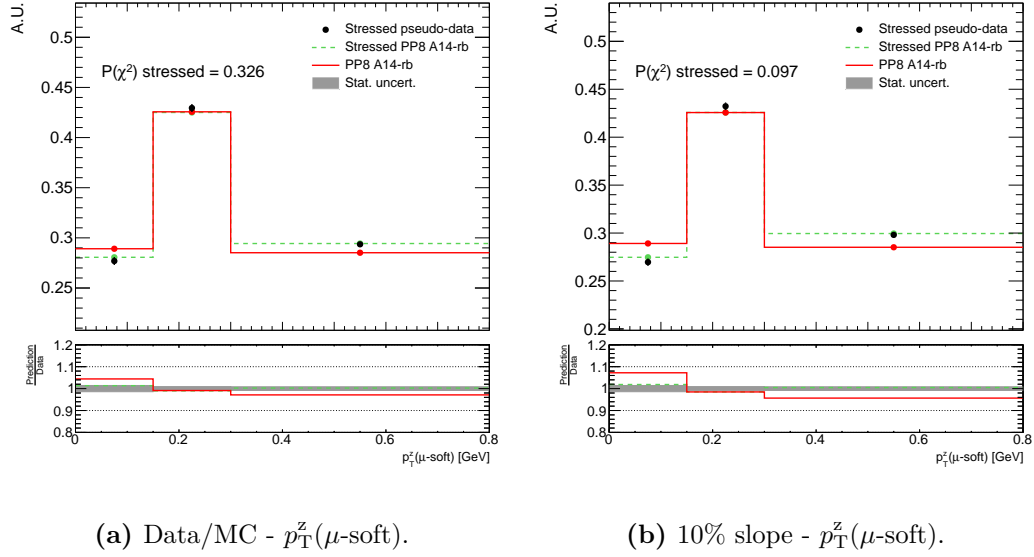 A.U.
0.5
0.45
0.4
0.35
0.3
0.25
Stressed pseudo-data
Stressed PP8 A14-rb
PP8 A14-rb
Stat. uncert.
P(χ²) stressed = 0.326
Prediction
Data
1.2
1.1
1
0.9
0.8
0 0.2 0.4 0.6 0.8
p_T^z(μ-soft) [GeV]
(a) Data/MC - p_T^z(μ-soft).
A.U.
0.5
0.45
0.4
0.35
0.3
0.25
0.2
Stressed pseudo-data
Stressed PP8 A14-rb
PP8 A14-rb
Stat. uncert.
P(χ²) stressed = 0.097
Prediction
Data
1.2
1.1
1
0.9
0.8
0 0.2 0.4 0.6 0.8
p_T^z(μ-soft) [GeV]
(b) 10% slope - p_T^z(μ-soft).